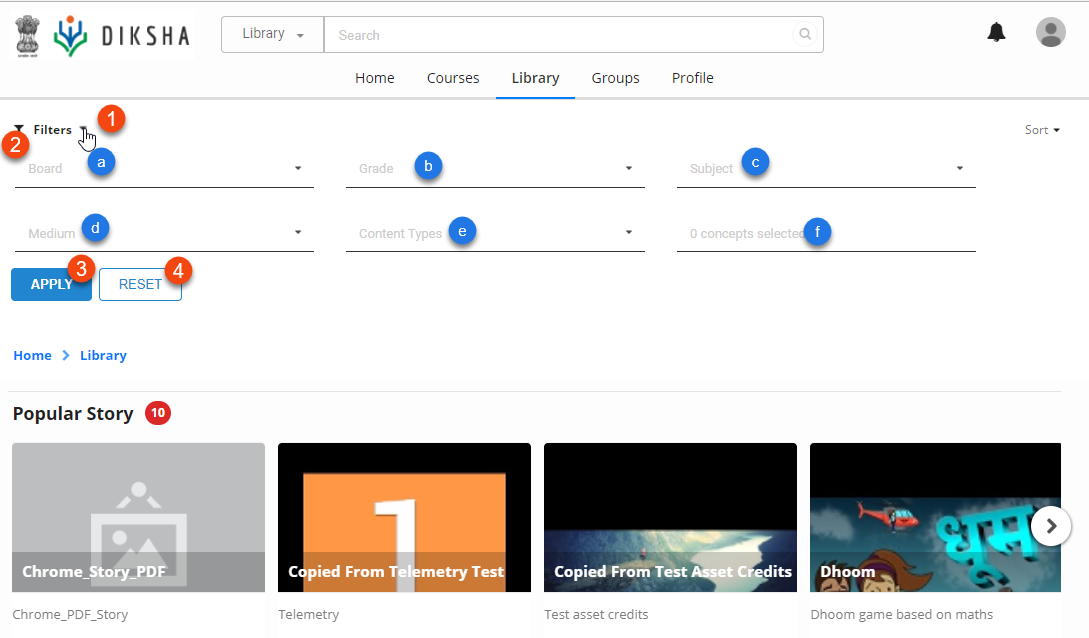 DIKSHA
Library
Search
Home Courses Library Groups Profile
1
Filters
Sort
2
Board a
Grade b
Subject c
Medium d
Content Types e
0 concepts selected f
3
4
APPLY
RESET
Home > Library
Popular Story 10
1
धूम
Chrome_Story_PDF
Copied From Telemetry Test
Copied From Test Asset Credits
Dhoom
Chrome_PDF_Story
Telemetry
Test asset credits
Dhoom game based on maths